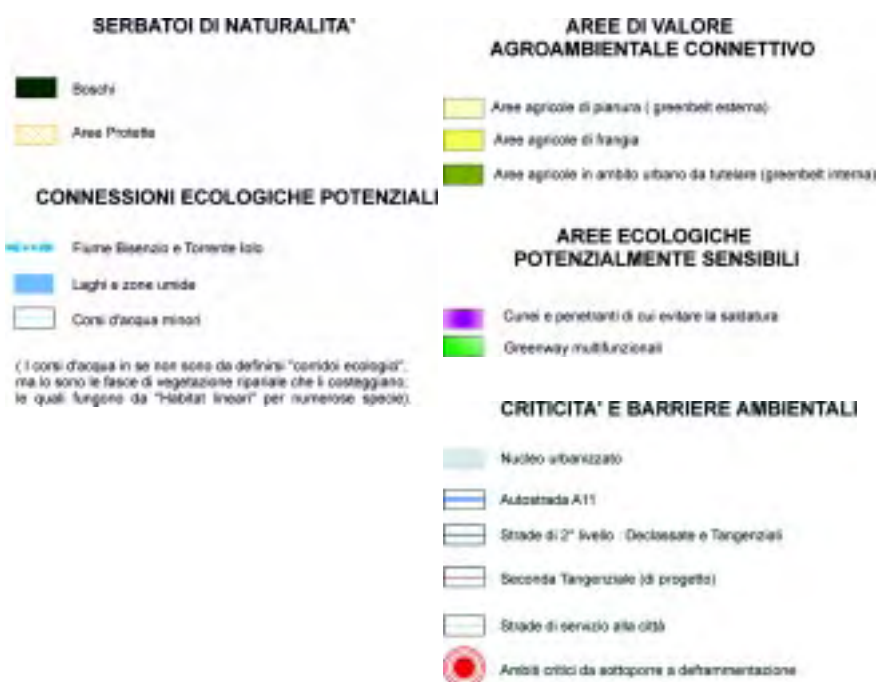 SERBATOI DI NATURALITA'
Boschi
Aree Protette
CONNESSIONI ECOLOGICHE POTENZIALI
Fiume Bisenzio e Torrente Iolo
Laghi e zone umide
Corsi d'acqua minori
( I corsi d'acqua in se non sono da definirsi "corridoi ecologici",
ma lo sono le fasce di vegetazione ripariale che li costeggiano;
le quali fungono da "Habitat lineari" per numerose specie).
AREE DI VALORE
AGROAMBIENTALE CONNETTIVO
Aree agricole di pianura ( greenbelt esterna)
Aree agricole di frangia
Aree agricole in ambito urbano da tutelare (greenbelt interna)
AREE ECOLOGICHE
POTENZIALMENTE SENSIBILI
Cunei e penetranti di cui evitare la saldatura
Greenway multifunzionali
CRITICITA' E BARRIERE AMBIENTALI
Nucleo urbanizzato
Autostrada A11
Strade di 2° livello : Declassate e Tangenziali
Seconda Tangenziale (di progetto)
Strade di servizio alla città
Ambiti critici da sottoporre a deframmentazione